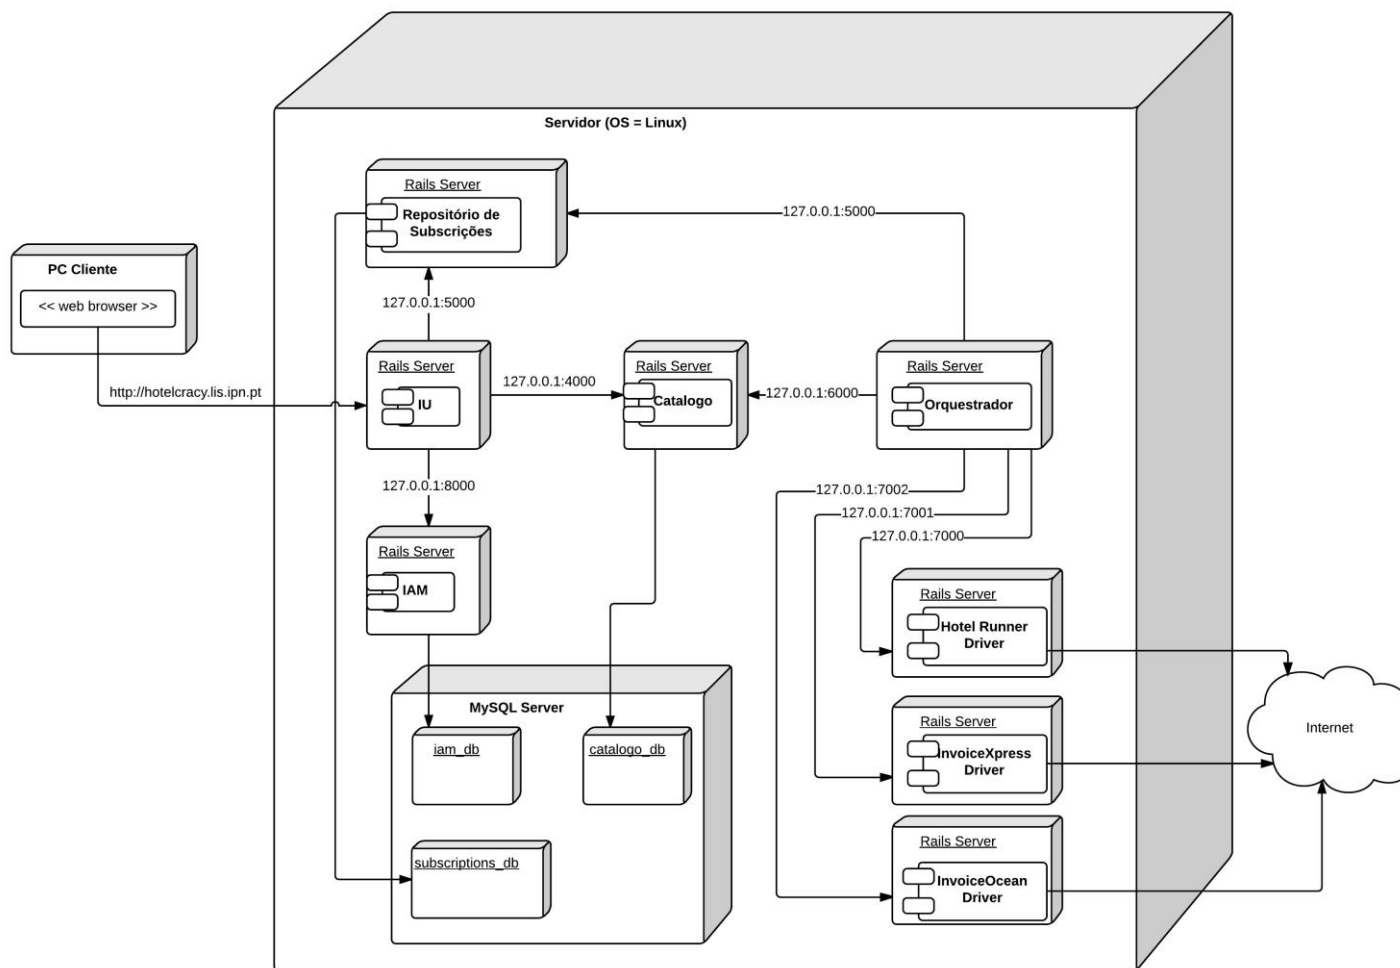 Servidor (OS = Linux)
Rails Server
Repositório de
Subscrições
127.0.0.1:5000
PC Cliente
<< web browser >>
127.0.0.1:5000
http://hotelcracy.lis.ipn.pt
Rails Server
IU
127.0.0.1:4000
Rails Server
Catalogo
127.0.0.1:6000
Rails Server
Orquestrador
127.0.0.1:8000
127.0.0.1:7002
127.0.0.1:7001
127.0.0.1:7000
Rails Server
IAM
Rails Server
Hotel Runner
Driver
MySQL Server
iam_db
catalogo_db
subscriptions_db
Rails Server
InvoiceXpress
Driver
Internet
Rails Server
InvoiceOcean
Driver